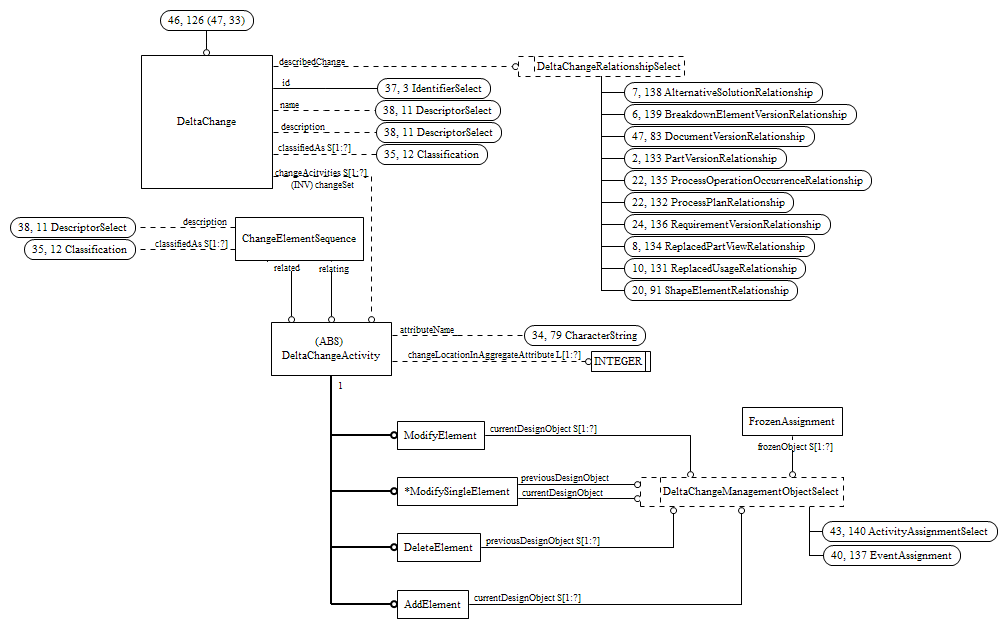 46, 126 (47, 33)
describedChange
DeltaChangeRelationshipSelect
id
37, 3 IdentifierSelect
7, 138 AlternativeSolutionRelationship
name
38, 11 DescriptorSelect
6, 139 BreakdownElementVersionRelationship
DeltaChange
description
38, 11 DescriptorSelect
47, 83 DocumentVersionRelationship
classifiedAs S[1:?]
35, 12 Classification
2, 133 PartVersionRelationship
changeAcitvities S[1:?]
(INV) changeSet
22, 135 ProcessOperationOccurrenceRelationship
22, 132 ProcessPlanRelationship
38, 11 DescriptorSelect
description
24, 136 RequirementVersionRelationship
ChangeElementSequence
35, 12 Classification
classifiedAs S[1:?]
8, 134 ReplacedPartViewRelationship
related
relating
10, 131 ReplacedUsageRelationship
20, 91 ShapeElementRelationship
(ABS)
DeltaChangeActivity
attributeName
34, 79 CharacterString
changeLocationInAggregateAttribute L[1:?]
INTEGER
1
ModifyElement
currentDesignObject S[1:?]
FrozenAssignment
frozenObject S[1:?]
*ModifySingleElement
previousDesignObject
currentDesignObject
DeltaChangeManagementObjectSelect
43, 140 ActivityAssignmentSelect
DeleteElement
previousDesignObject S[1:?]
40, 137 EventAssignment
AddElement
currentDesignObject S[1:?]